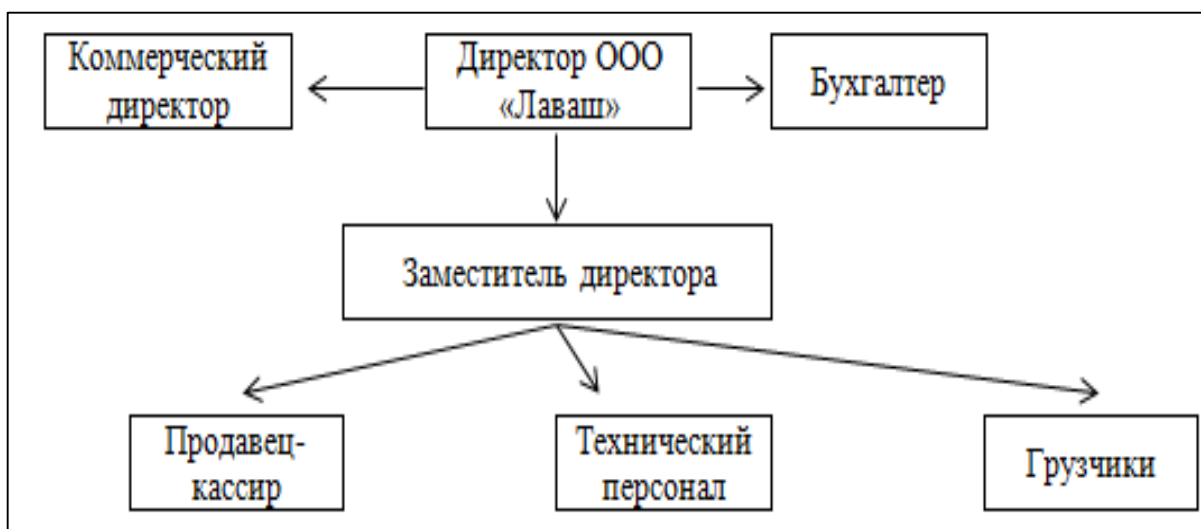 Коммерческий
директор
Директор ООО
«Лаваш»
Бухгалтер
Заместитель директора
Продавец-
кассир
Технический
персонал
Грузчики